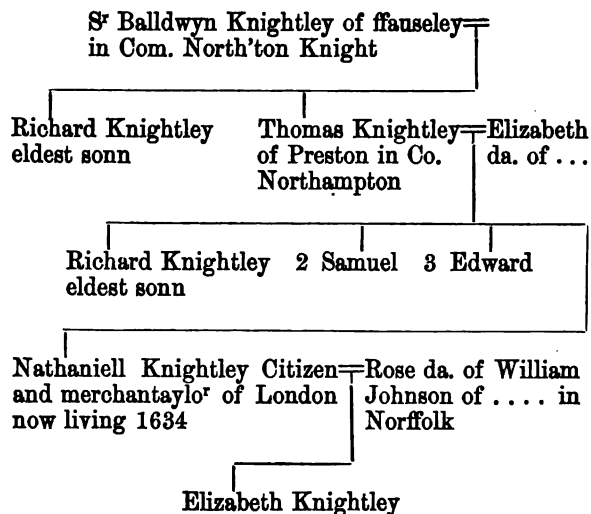 Sr Balldwyn Knightley of ffauseley
in Com. North'ton Knight
Richard Knightley
eldest sonn
Thomas Knightley
of Preston in Co.
Northampton
Elizabeth
da. of ...
Richard Knightley
eldest sonn
2 Samuel
3 Edward
Nathaniell Knightley Citizen
and merchantaylor of London
now living 1634
Rose da. of William
Johnson of .... in
Norffolk
Elizabeth Knightley